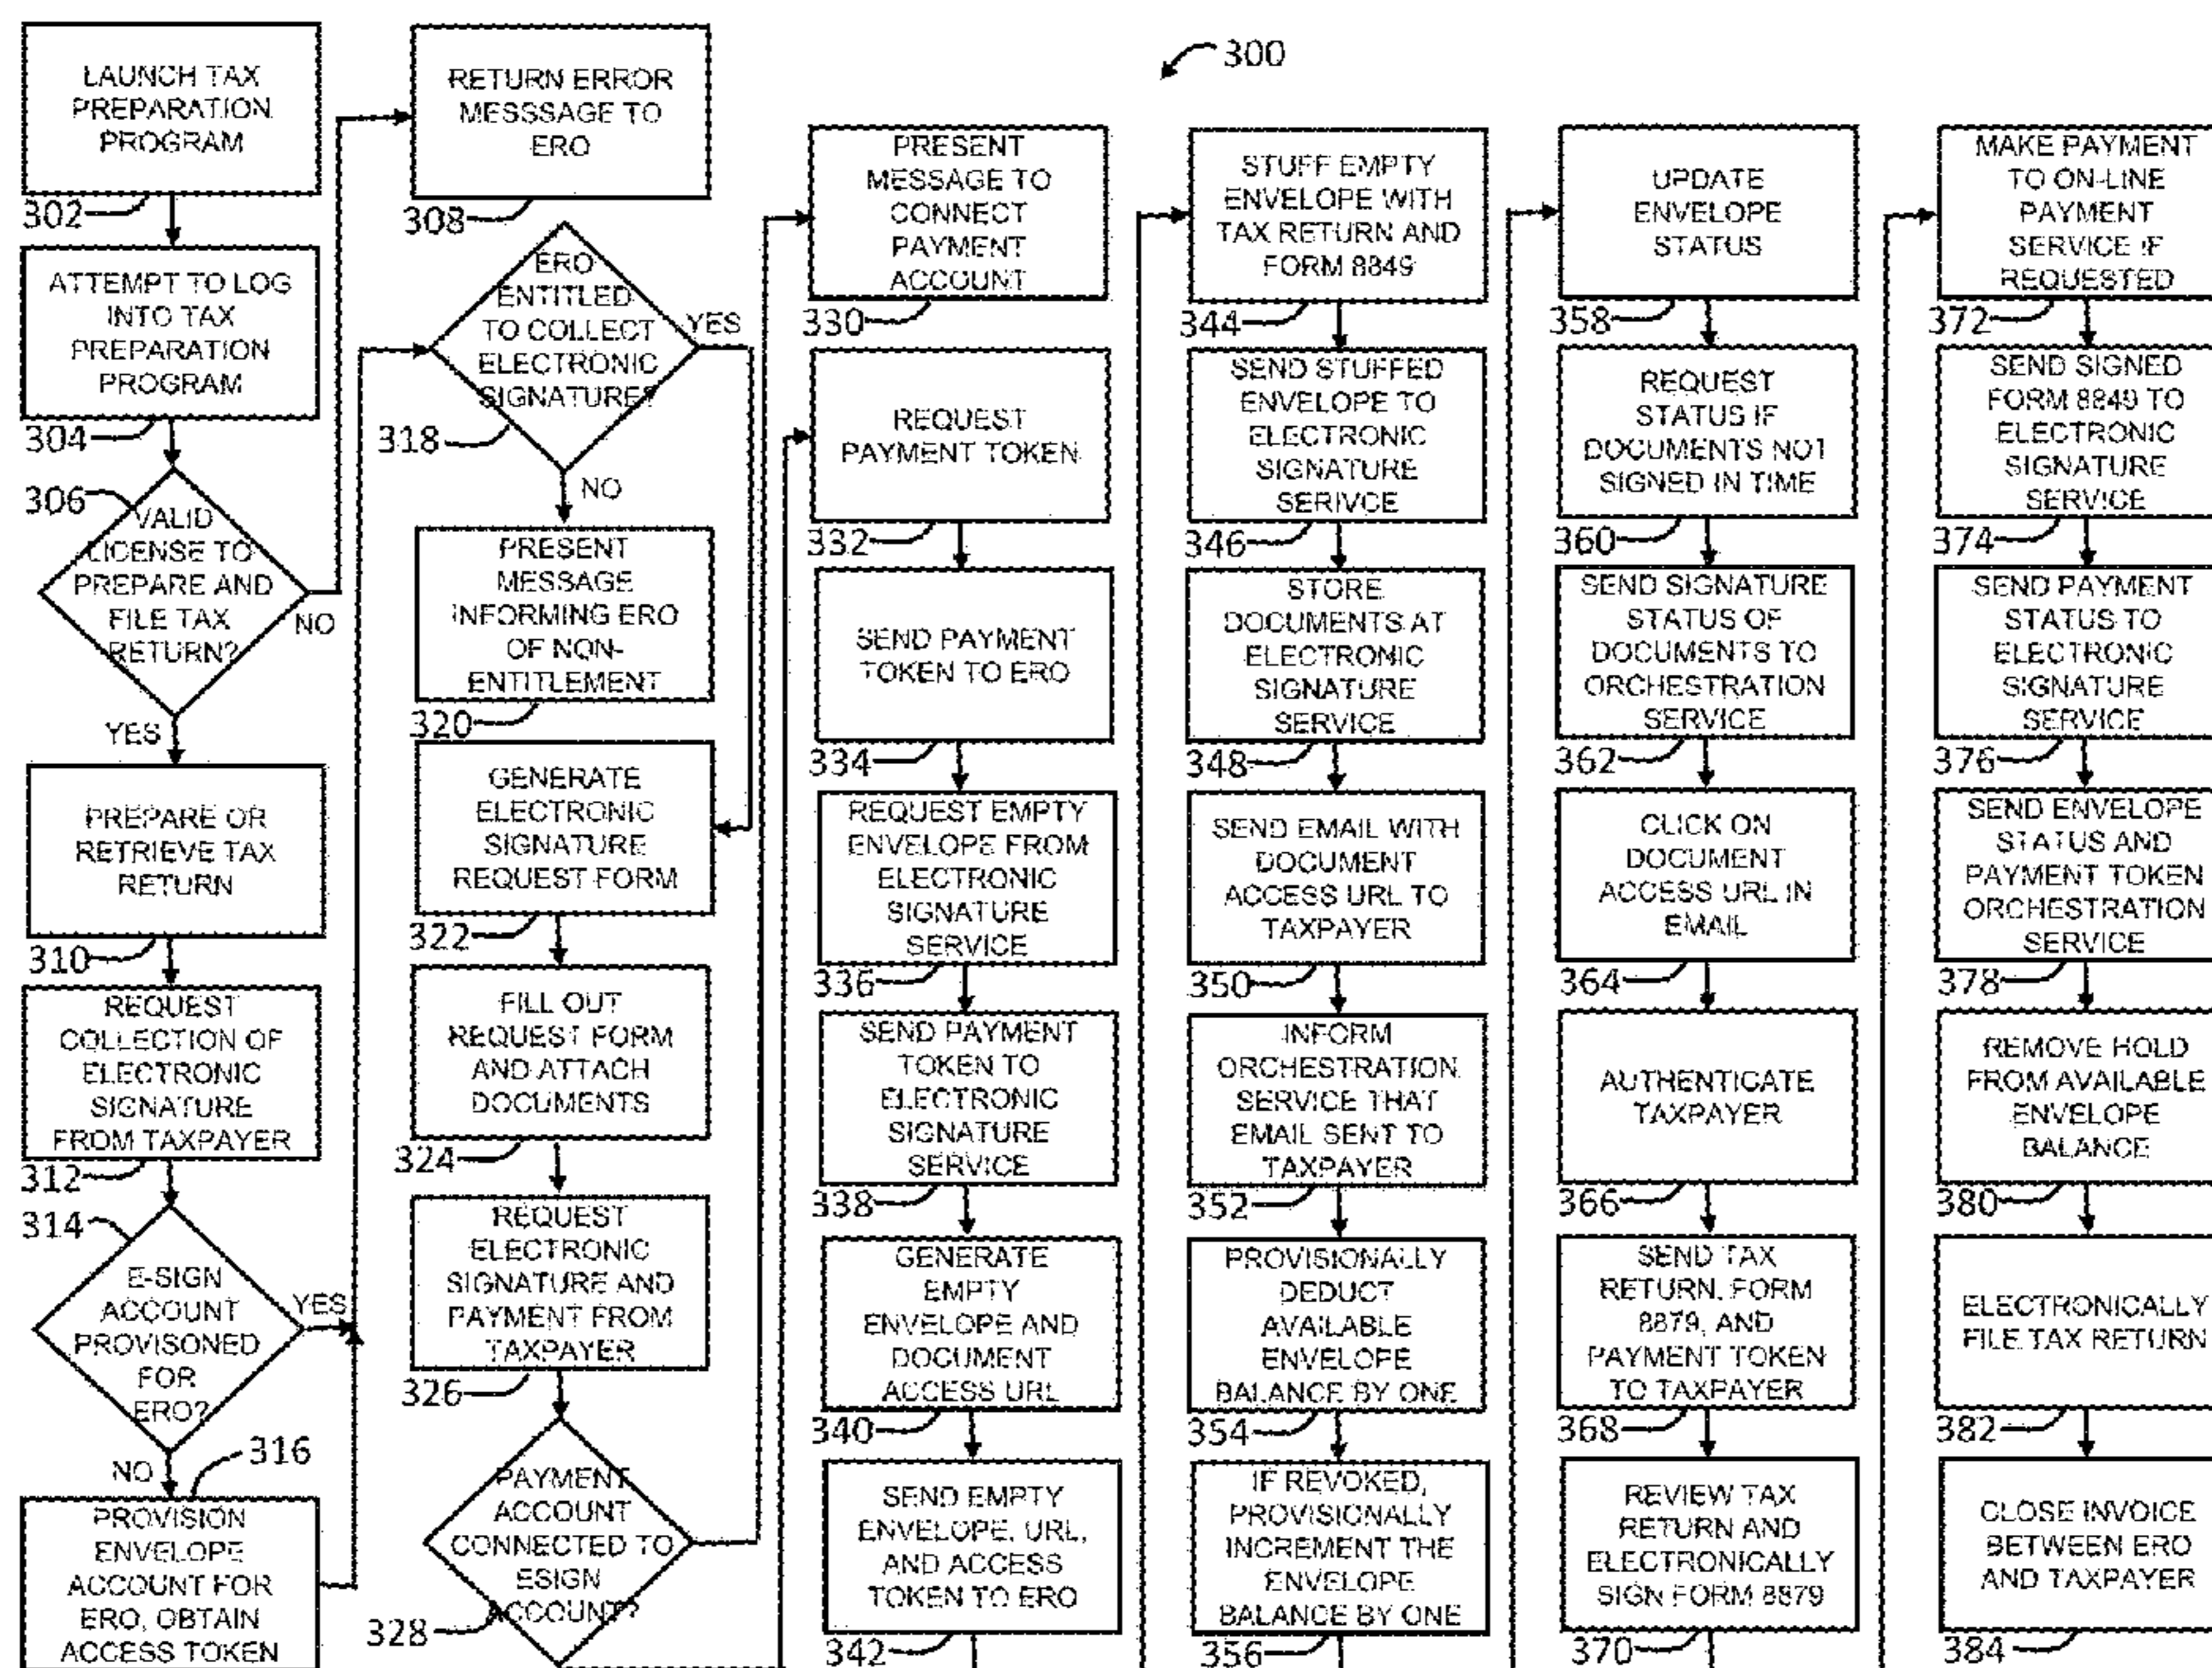 300
LAUNCH TAX
PREPARATION
PROGRAM
302
ATTEMPT TO LOG
INTO TAX
PREPARATION
PROGRAM
304
306
VALID
LICENSE TO
PREPARE AND
FILE TAX
RETURN?
NO
YES
PREPARE OR
RETRIEVE TAX
RETURN
310
REQUEST
COLLECTION OF
ELECTRONIC
SIGNATURE
FROM TAXPAYER
312
314
E-SIGN
ACCOUNT
PROVISONED
FOR
ERO?
YES
NO
316
PROVISION
ENVELOPE
ACCOUNT FOR
ERO, OBTAIN
ACCESS TOKEN
RETURN ERROR
MESSSAGE TO
ERO
308
ERO
ENTITLED
TO COLLECT
ELECTRONIC
SIGNATURE?
YES
318
NO
PRESENT
MESSAGE
INFORMING ERO
OF NON-
ENTITLEMENT
320
GENERATE
ELECTRONIC
SIGNATURE
REQUEST FORM
322
FILL OUT
REQUEST FORM
AND ATTACH
DOCUMENTS
324
REQUEST
ELECTRONIC
SIGNATURE AND
PAYMENT FROM
TAXPAYER
326
PAYMENT
ACCOUNT
CONNECTED TO
ESIGN
ACCOUNT?
328
PRESENT
MESSAGE TO
CONNECT
PAYMENT
ACCOUNT
330
REQUEST
PAYMENT TOKEN
332
SEND PAYMENT
TOKEN TO ERO
334
REQUEST EMPTY
ENVELOPE FROM
ELECTRONIC
SIGNATURE
SERVICE
336
SEND PAYMENT
TOKEN TO
ELECTRONIC
SIGNATURE
SERVICE
338
GENERATE
EMPTY
ENVELOPE AND
DOCUMENT
ACCESS URL
340
SEND EMPTY
ENVELOPE, URL,
AND ACCESS
TOKEN TO ERO
342
STUFF EMPTY
ENVELOPE WITH
TAX RETURN AND
FORM 8849
344
SEND STUFFED
ENVELOPE TO
ELECTRONIC
SIGNATURE
SERIVCE
346
STORE
DOCUMENTS AT
ELECTRONIC
SIGNATURE
SERVICE
348
SEND EMAIL WITH
DOCUMENT
ACCESS URL TO
TAXPAYER
350
INFORM
ORCHESTRATION
SERVICE THAT
EMAIL SENT TO
TAXPAYER
352
PROVISIONALLY
DEDUCT
AVAILABLE
ENVELOPE
BALANCE BY ONE
354
IF REVOKED,
PROVISIONALLY
INCREMENT THE
ENVELOPE
BALANCE BY ONE
356
UPDATE
ENVELOPE
STATUS
358
REQUEST
STATUS IF
DOCUMENTS NOT
SIGNED IN TIME
360
SEND SIGNATURE
STATUS OF
DOCUMENTS TO
ORCHESTRATION
SERVICE
362
CLICK ON
DOCUMENT
ACCESS URL IN
EMAIL
364
AUTHENTICATE
TAXPAYER
366
SEND TAX
RETURN, FORM
8879, AND
PAYMENT TOKEN
TO TAXPAYER
368
REVIEW TAX
RETURN AND
ELECTRONICALLY
SIGN FORM 8879
370
MAKE PAYMENT
TO ON-LINE
PAYMENT
SERVICE IF
REQUESTED
372
SEND SIGNED
FORM 8849 TO
ELECTRONIC
SIGNATURE
SERVICE
374
SEND PAYMENT
STATUS TO
ELECTRONIC
SIGNATURE
SERVICE
376
SEND ENVELOPE
STATUS AND
PAYMENT TOKEN
ORCHESTRATION
SERVICE
378
REMOVE HOLD
FROM AVAILABLE
ENVELOPE
BALANCE
380
ELECTRONICALLY
FILE TAX RETURN
382
CLOSE INVOICE
BETWEEN ERO
AND TAXPAYER
384